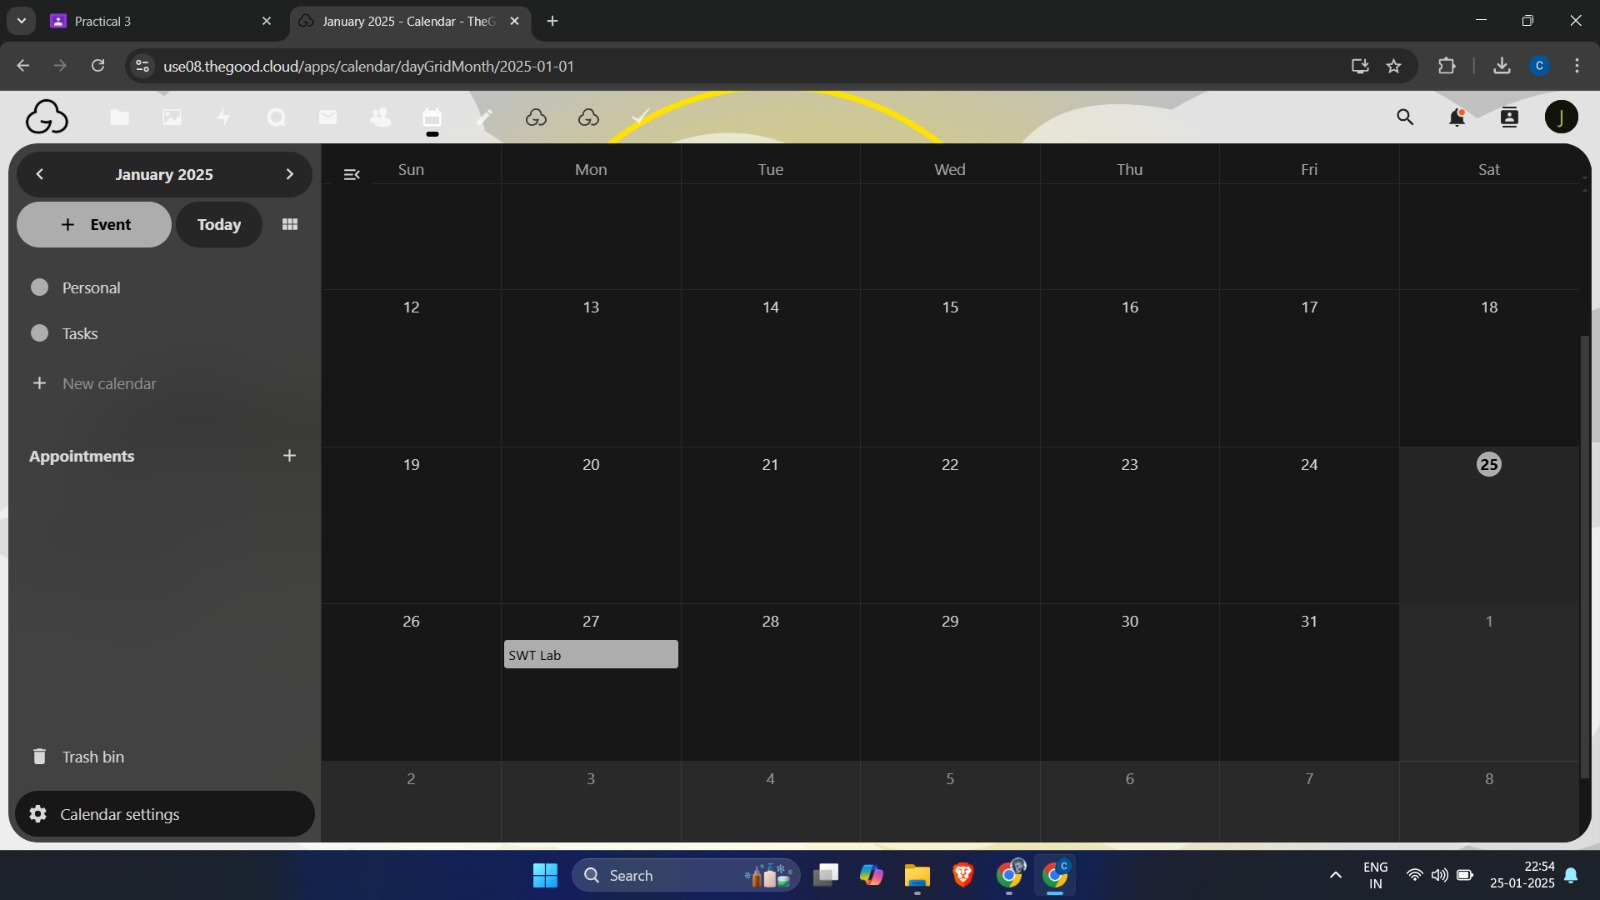 Practical 3
January 2025 - Calendar - TheG
use08.thegood.cloud/apps/calendar/dayGridMonth/2025-01-01
C
J
January 2025
Event
Today
Personal
Tasks
New calendar
Appointments
Trash bin
Calendar settings
Sun Mon Tue Wed Thu Fri Sat
12 13 14 15 16 17 18
19 20 21 22 23 24 25
26 27 28 29 30 31 1
SWT Lab
2 3 4 5 6 7 8
Search
C
ENG
IN
22:54
25-01-2025